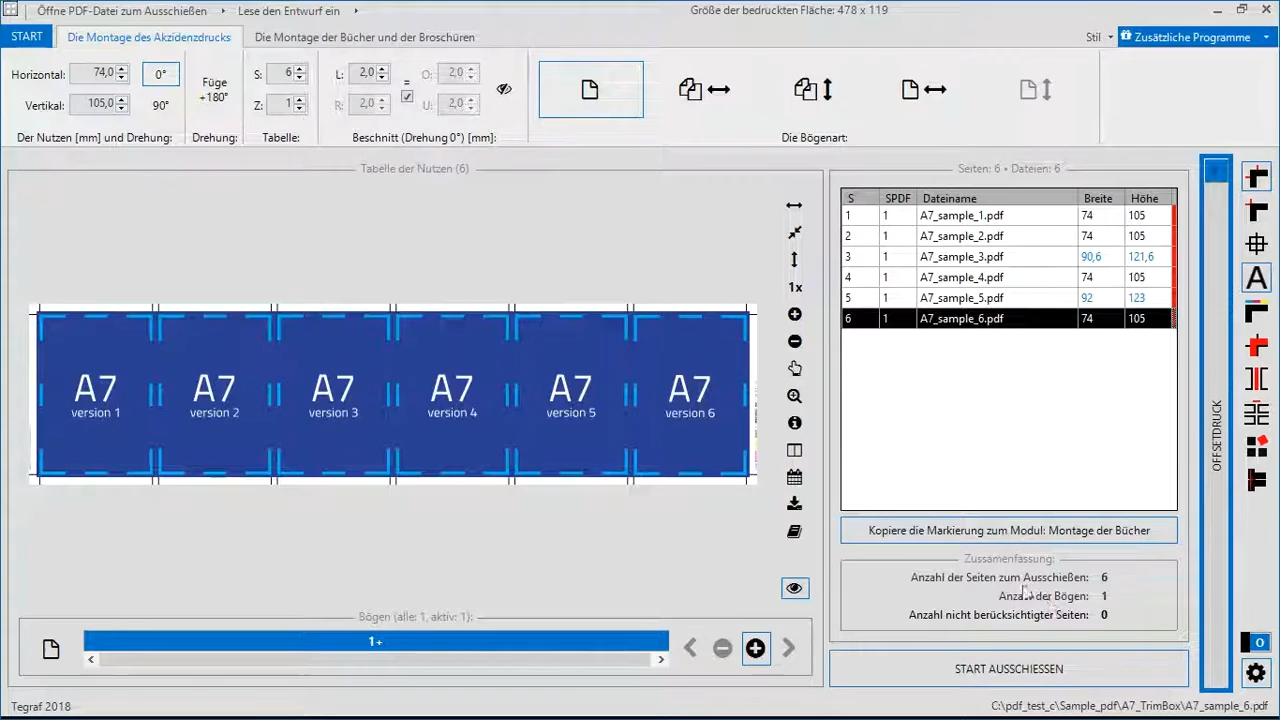 Öffne PDF-Datei zum Ausschießen Lese den Entwurf ein Größe der bedruckten Fläche: 478 x 119
START Die Montage des Akzidenzdrucks Die Montage der Bücher und der Broschüren Stil Zusätzliche Programme
Horizontal: 74,0 0° Füge +180° S: 6 L: 2,0 = O: 2,0
Vertikal: 105,0 90° Z: 1 R: 2,0 U: 2,0
Der Nutzen [mm] und Drehung: Drehung: Tabelle: Beschnitt (Drehung 0°) [mm]: Die Bögenart:
Tabelle der Nutzen (6)
1x
A7 A7 A7 A7 A7 A7
version 1 version 2 version 3 version 4 version 5 version 6
Bögen (alle: 1, aktiv: 1):
1+
Seiten: 6 • Dateien: 6
S SPDF Dateiname Breite Höhe
1 1 A7_sample_1.pdf 74 105
2 1 A7_sample_2.pdf 74 105
3 1 A7_sample_3.pdf 90,6 121,6
4 1 A7_sample_4.pdf 74 105
5 1 A7_sample_5.pdf 92 123
6 1 A7_sample_6.pdf 74 105
Kopiere die Markierung zum Modul: Montage der Bücher
Zusammenfassung:
Anzahl der Seiten zum Ausschießen: 6
Anzahl der Bögen: 1
Anzahl nicht berücksichtigter Seiten: 0
START AUSSCHIESSEN
OFFSETDRUCK
A
O
Tegraf 2018 C:\pdf_test_c\Sample_pdf\A7_TrimBox\A7_sample_6.pdf